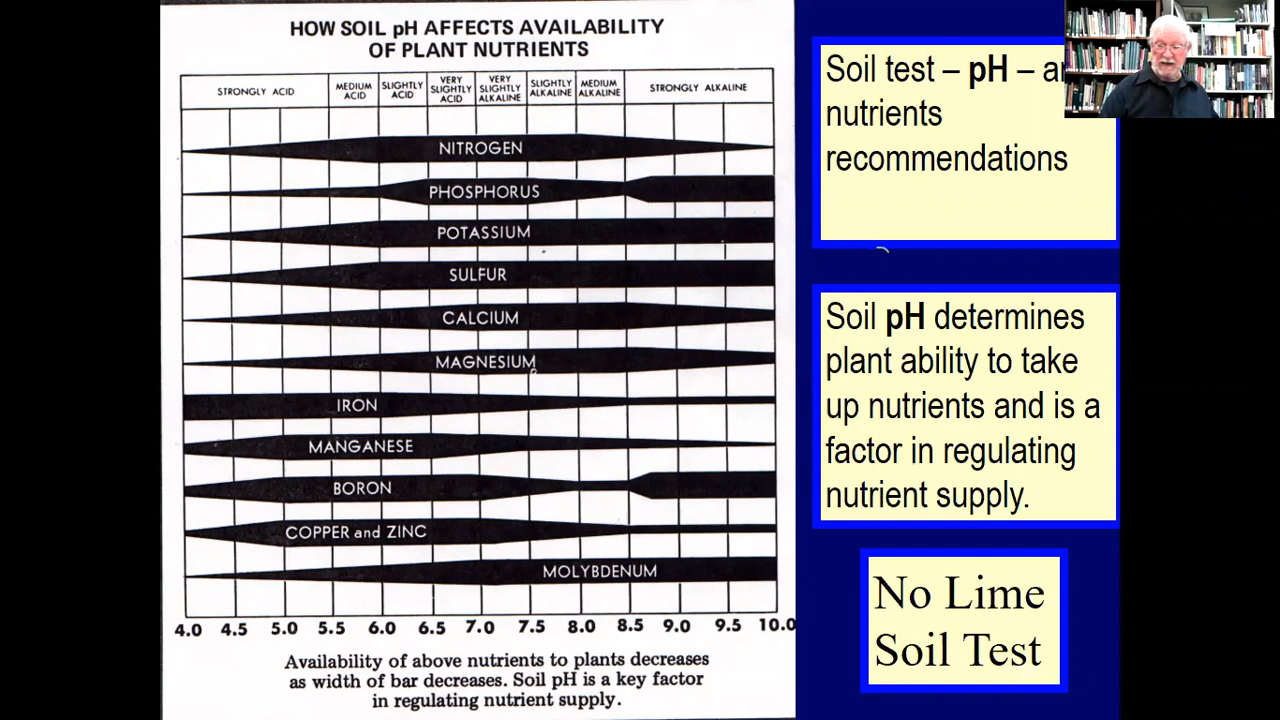 HOW SOIL pH AFFECTS AVAILABILITY
OF PLANT NUTRIENTS
STRONGLY ACID
MEDIUM
ACID
SLIGHTLY
ACID
VERY
SLIGHTLY
ACID
VERY
SLIGHTLY
ALKALINE
SLIGHTLY
ALKALINE
MEDIUM
ALKALINE
STRONGLY ALKALINE
NITROGEN
PHOSPHORUS
POTASSIUM
SULFUR
CALCIUM
MAGNESIUM
IRON
MANGANESE
BORON
COPPER and ZINC
MOLYBDENUM
4.0 4.5 5.0 5.5 6.0 6.5 7.0 7.5 8.0 8.5 9.0 9.5 10.0
Availability of above nutrients to plants decreases
as width of bar decreases. Soil pH is a key factor
in regulating nutrient supply.
Soil test – pH –
nutrients
recommendations
Soil pH determines
plant ability to take
up nutrients and is a
factor in regulating
nutrient supply.
No Lime
Soil Test